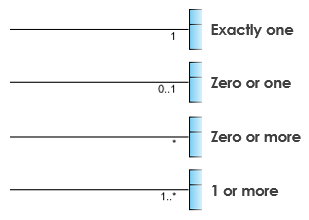 1 Exactly one
0..1 Zero or one
* Zero or more
1..* 1 or more